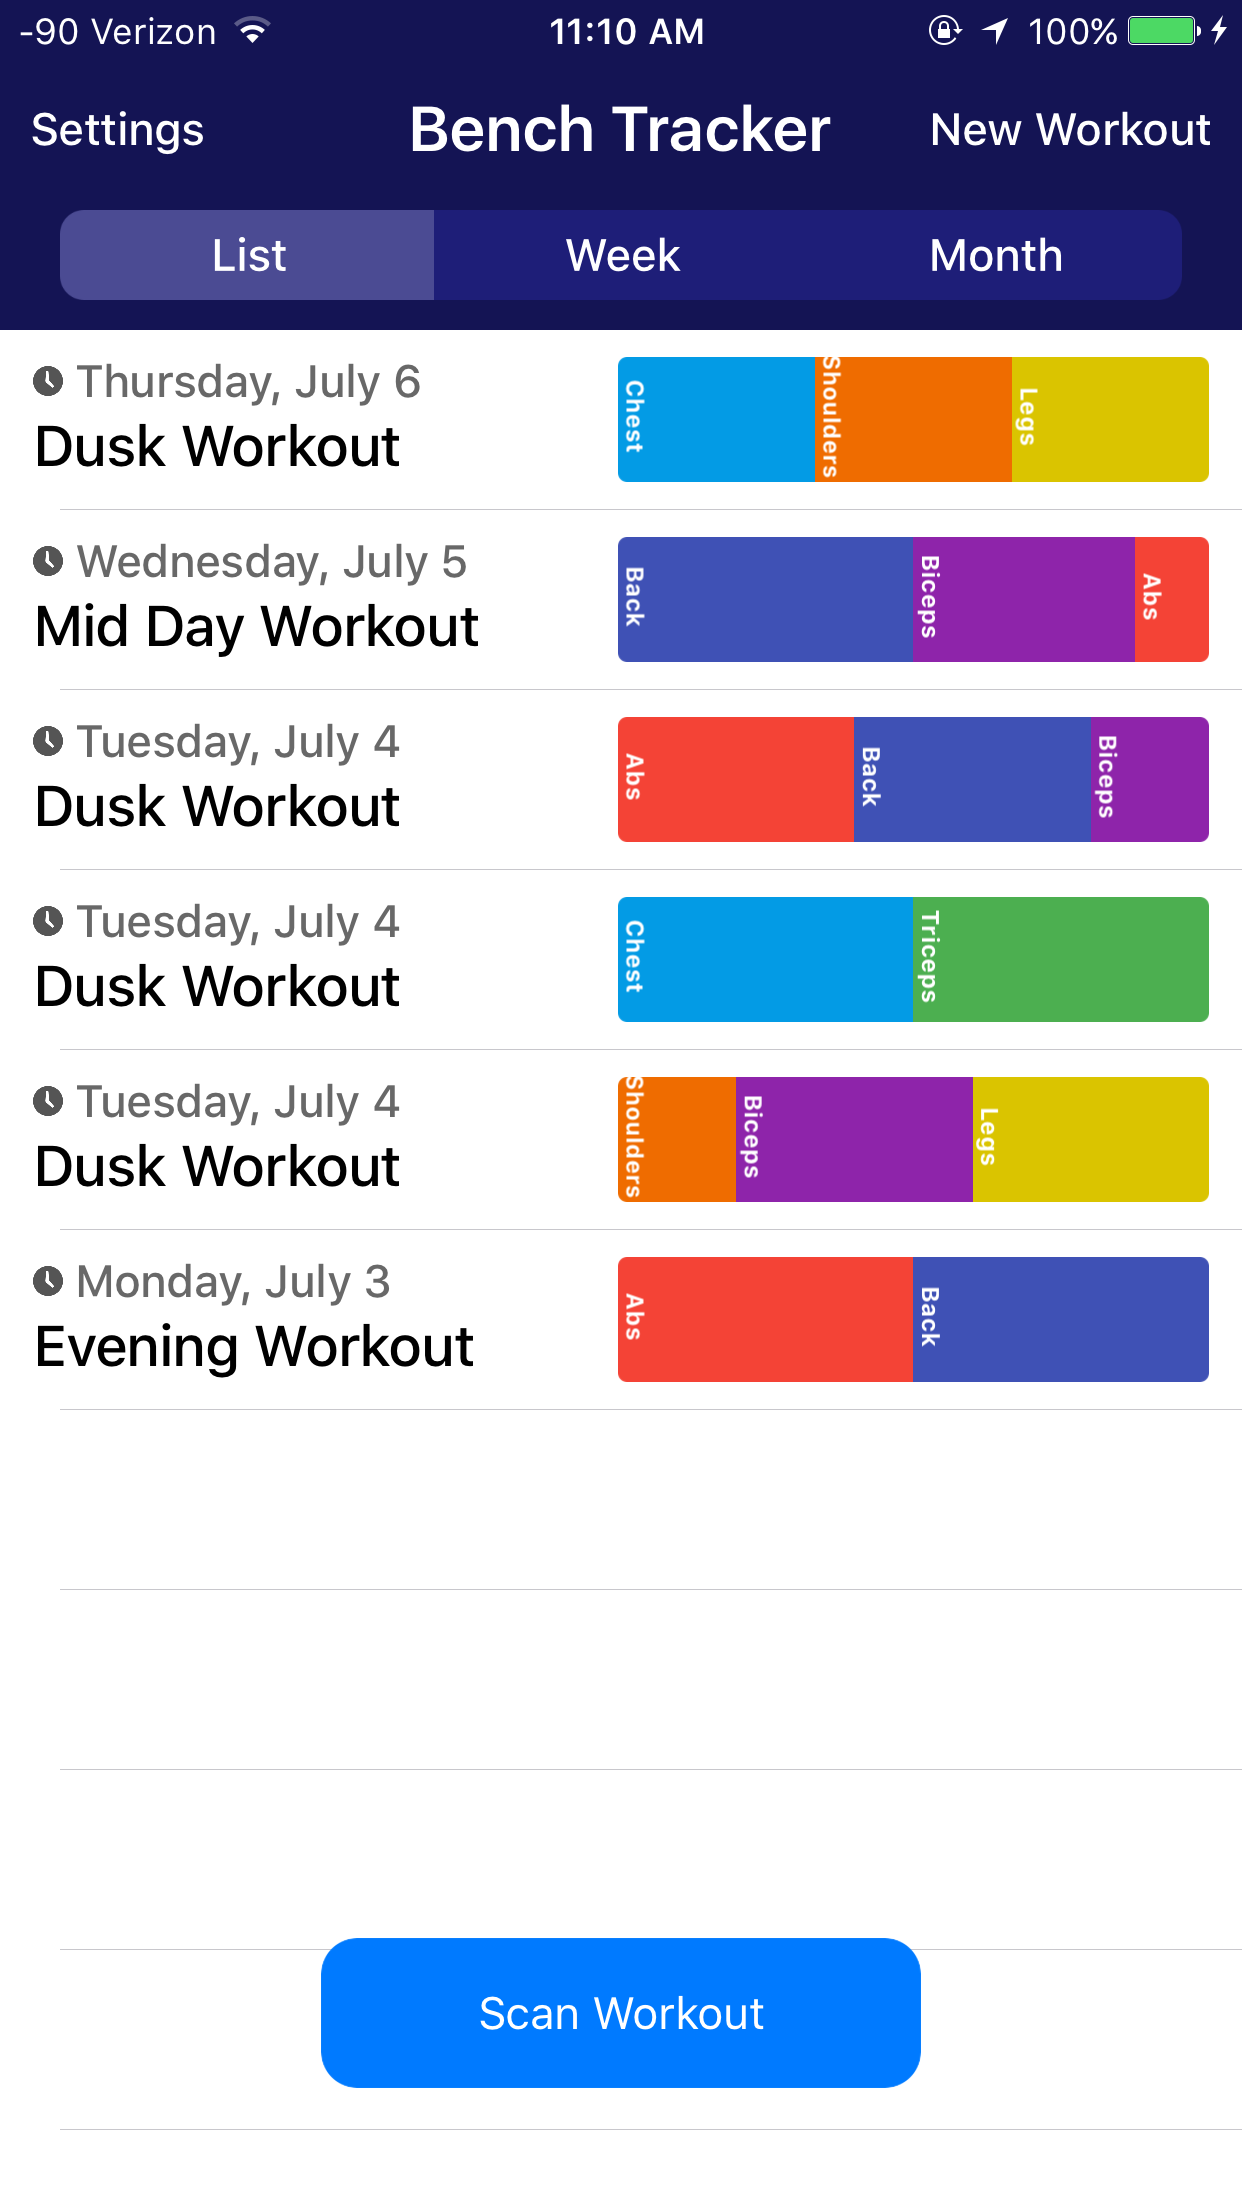 -90 Verizon 11:10 AM 100%
Settings Bench Tracker New Workout
List Week Month
Thursday, July 6
Dusk Workout
Chest Shoulders Legs
Wednesday, July 5
Mid Day Workout
Back Biceps Abs
Tuesday, July 4
Dusk Workout
Abs Back Biceps
Tuesday, July 4
Dusk Workout
Chest Triceps
Tuesday, July 4
Dusk Workout
Shoulders Biceps Legs
Monday, July 3
Evening Workout
Abs Back
Scan Workout